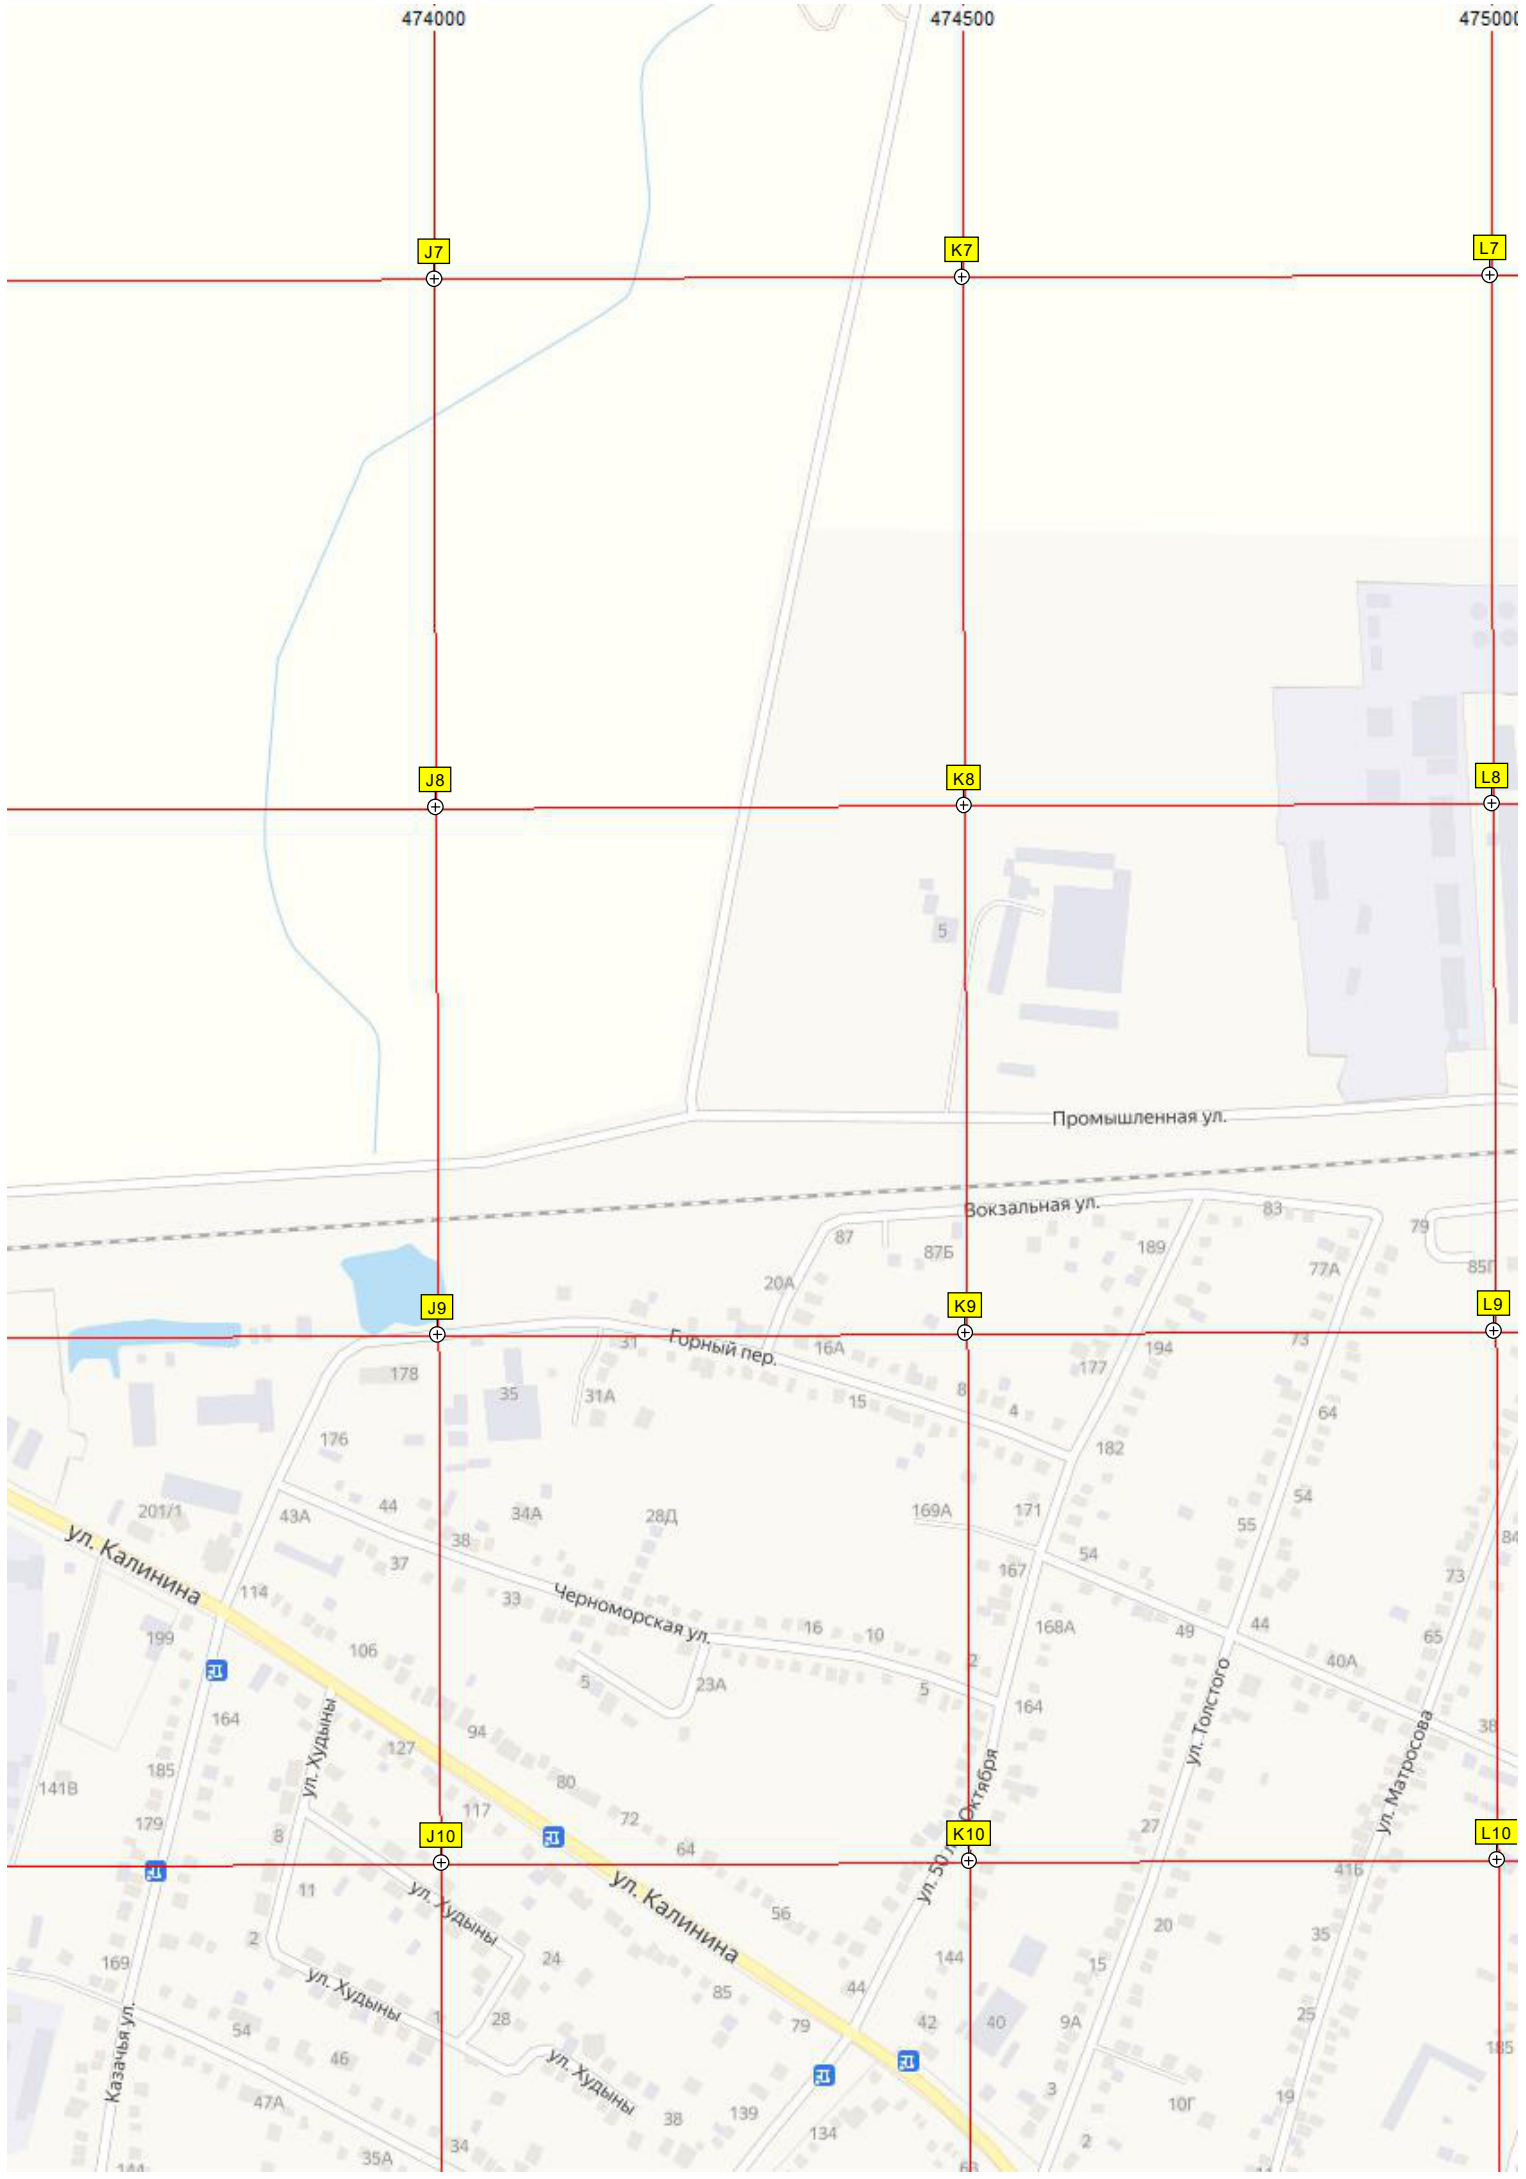 474000 474500 475000
J7 K7 L7
J8 K8 L8
5
Промышленная ул.
Вокзальная ул.
83
87 87Б 189 79
20А 77А 85Г
J9 K9 L9
31 Горный пер. 16А 194 73
178 177
35 31А 15 8 4 64
176 182
44 34А 28Д 169А 171 54
201/1 43А 38 55 84
ул. Калинина 37 167 54 73
114 33 Черноморская ул.
199 106 16 10 168А 49 44 65
5 23А 5 2 40А
164 94 164 38
127 ул. Худыны ул. Толстого
185 141В 80 ул. Матросова
179 117 72 27
8 J10 64 K10 L10
ул. 50 л Октября 41Б
11 ул. Худыны ул. Калинина 56 20 35
2 24 144
169 ул. Худыны 85 44 15
1 28 79 42 40 9А 25
54 185
46 ул. Худыны
Казачья ул. 47А 38 139 3 10Г 19
34 134 2
35А 144 63